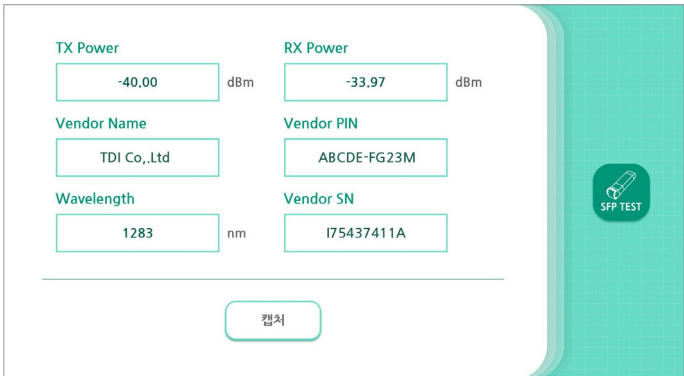 TX Power
RX Power
-40.00
dBm
-33.97
dBm
Vendor Name
Vendor PIN
TDI Co,.Ltd
ABCDE-FG23M
Wavelength
Vendor SN
1283
nm
I75437411A
SFP TEST
캡처